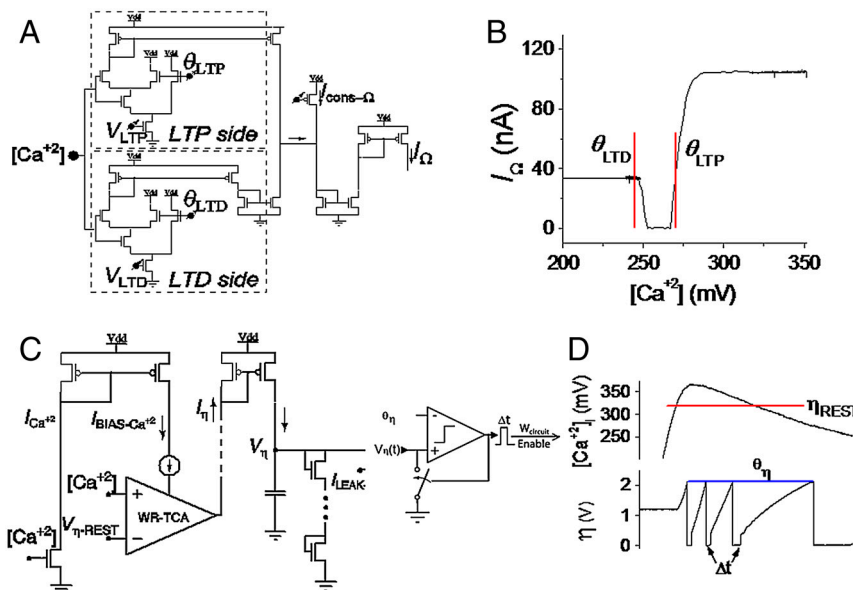 A
Vdd
Vdd Vdd
θLTP
VLTP
LTP side
[Ca+2]
Vdd
Vdd Vdd
θLTD
VLTD
LTD side
Vdd
Icons-Ω
Vdd
IΩ
B
IΩ (nA)
120
80
40
0
θLTD
θLTP
200 250 300 350
[Ca+2] (mV)
C
Vdd
ICa+2
IBIAS-Ca+2
[Ca+2]
Vη-REST
[Ca+2]
+
−
WR-TCA
Vdd
Iη
Vη
ILEAK-
θη
Vη(t)
-
+
Δt
Wcircuit
Enable
D
[Ca+2]i (mV)
350
300
250
ηREST
η (V)
2
1
0
θη
Δt